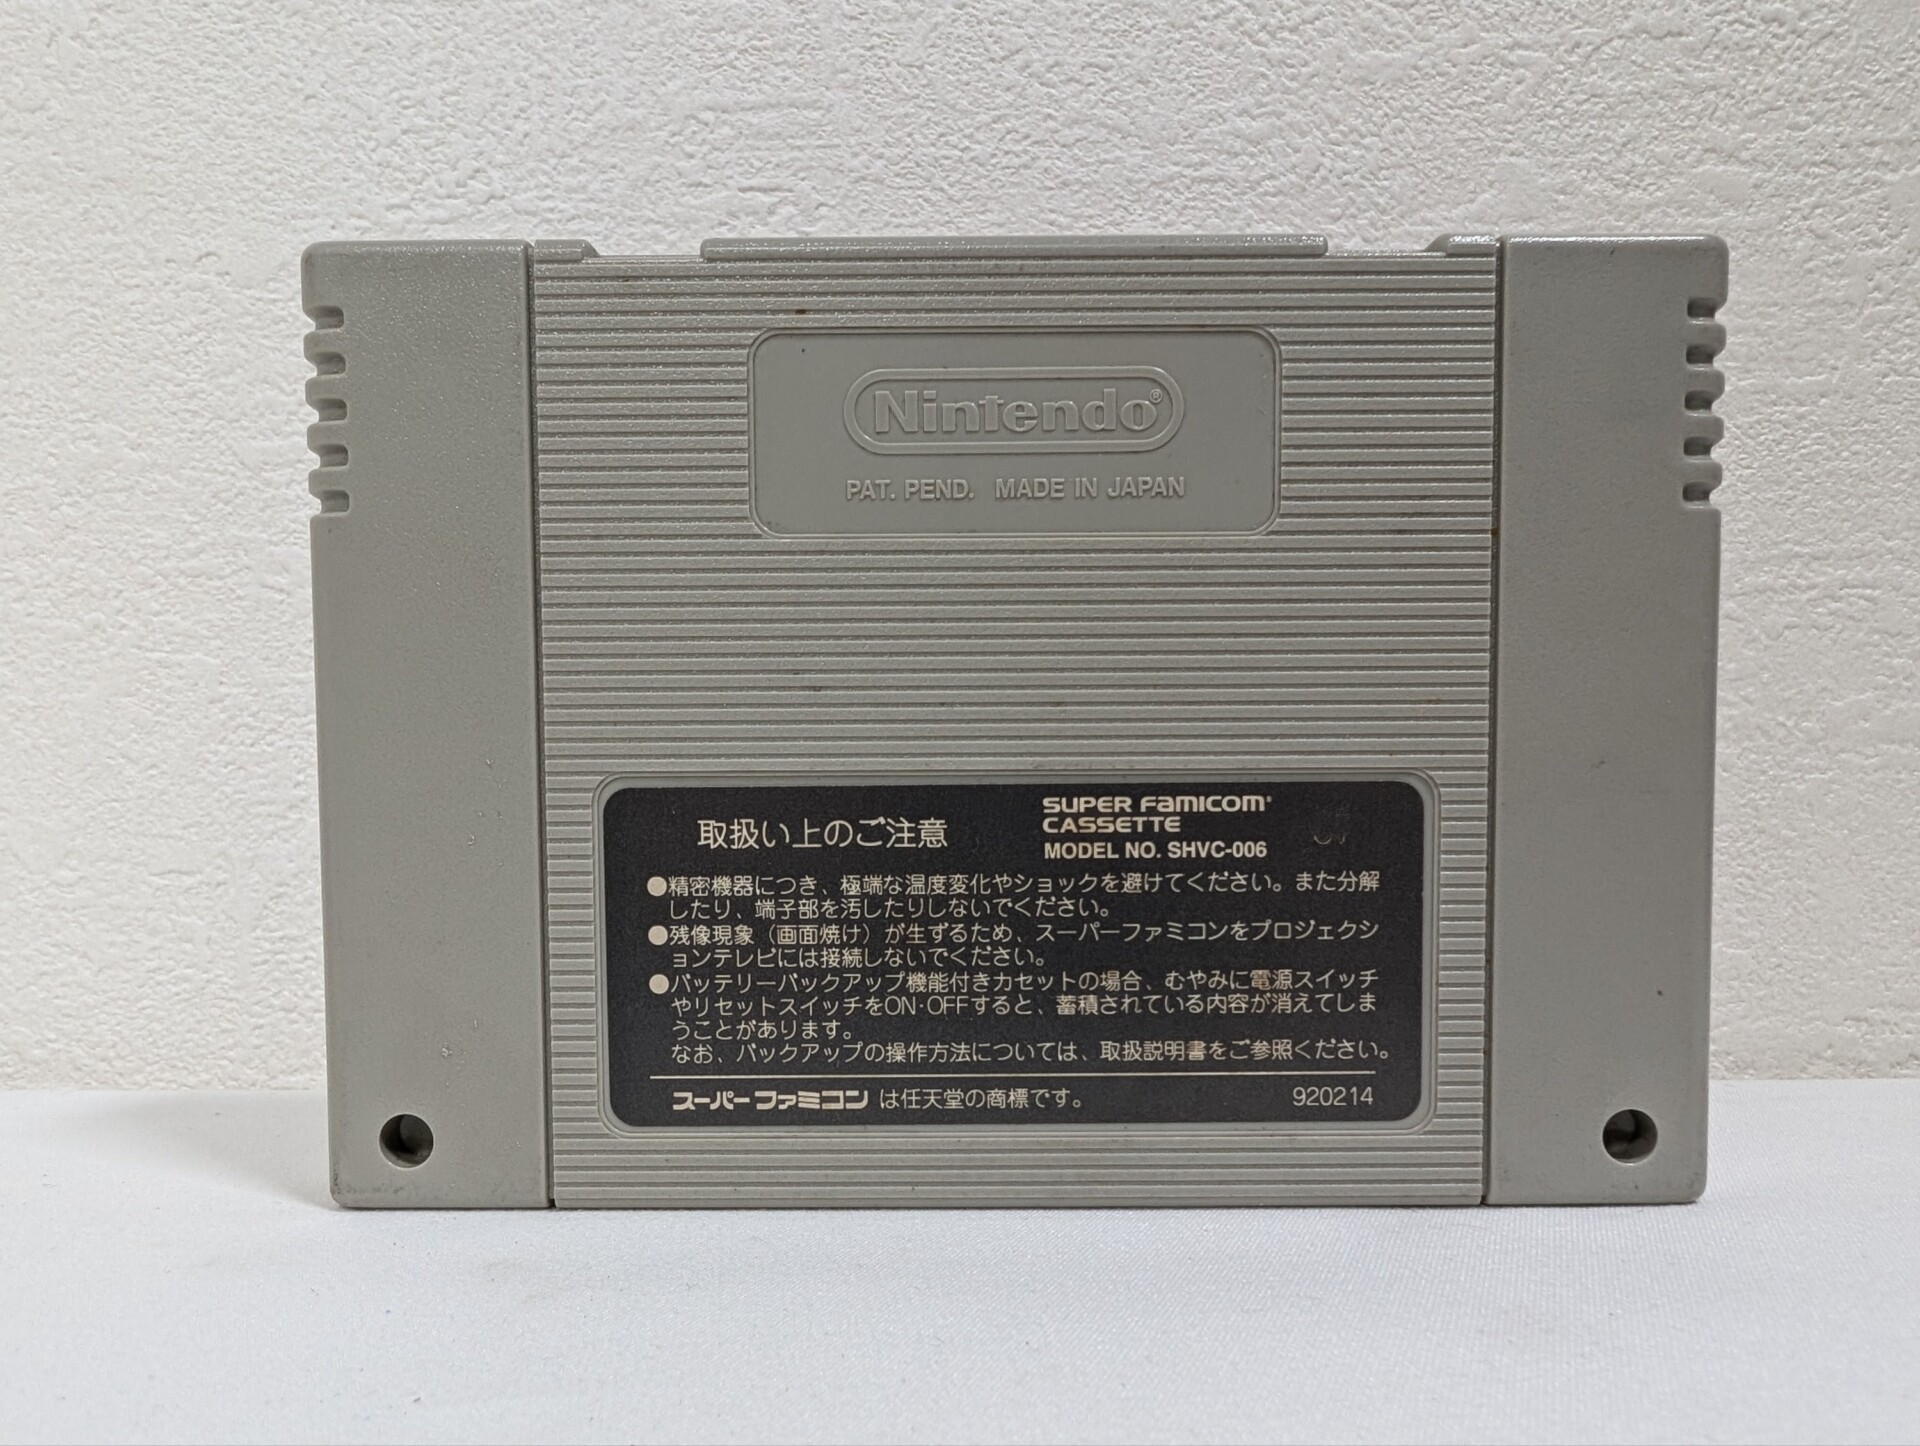 Nintendo®
PAT. PEND. MADE IN JAPAN
取扱い上のご注意
SUPER FAMICOM®
CASSETTE
MODEL NO. SHVC-006
●精密機器につき、極端な温度変化やショックを避けてください。また分解
したり、端子部を汚したりしないでください。
●残像現象（画面焼け）が生ずるため、スーパーファミコンをプロジェクシ
ョンテレビには接続しないでください。
●バッテリーバックアップ機能付きカセットの場合、むやみに電源スイッチ
やリセットスイッチをON·OFFすると、蓄積されている内容が消えてしま
うことがあります。
なお、バックアップの操作方法については、取扱説明書をご参照ください。
スーパーファミコン は任天堂の商標です。
920214